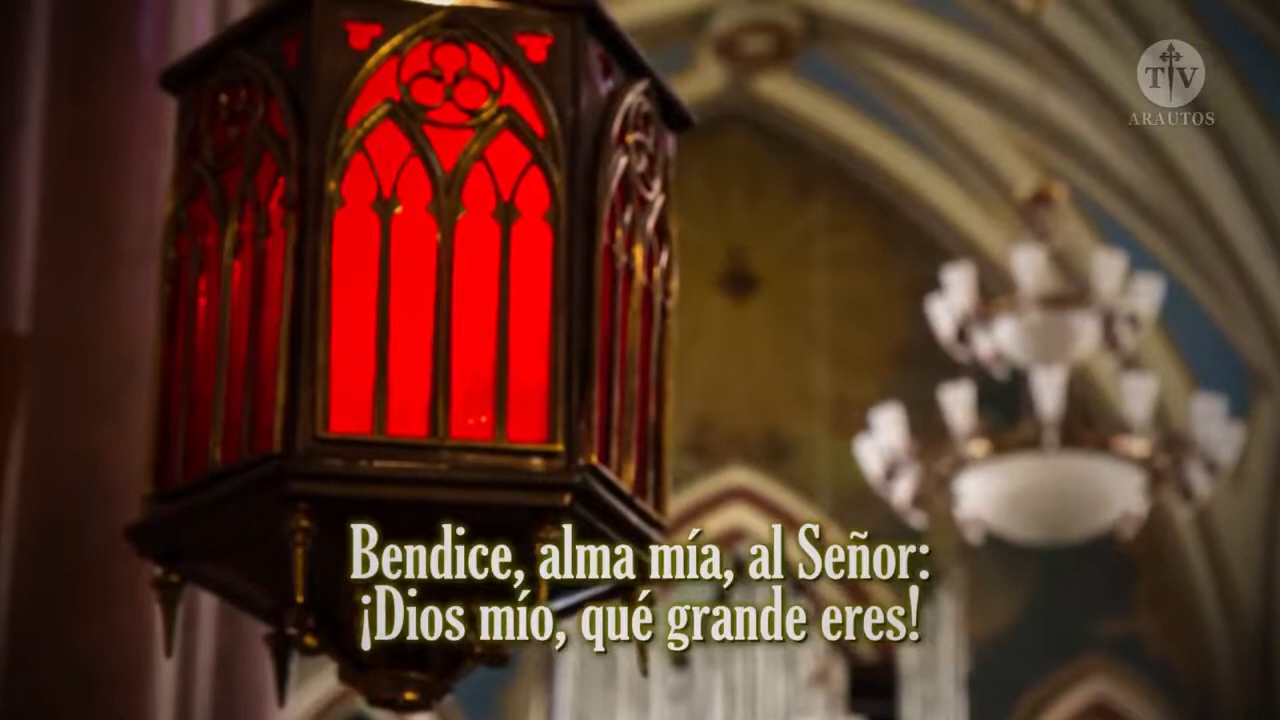 TV
ARAUTOS
Bendice, alma mía, al Señor:
¡Dios mío, qué grande eres!